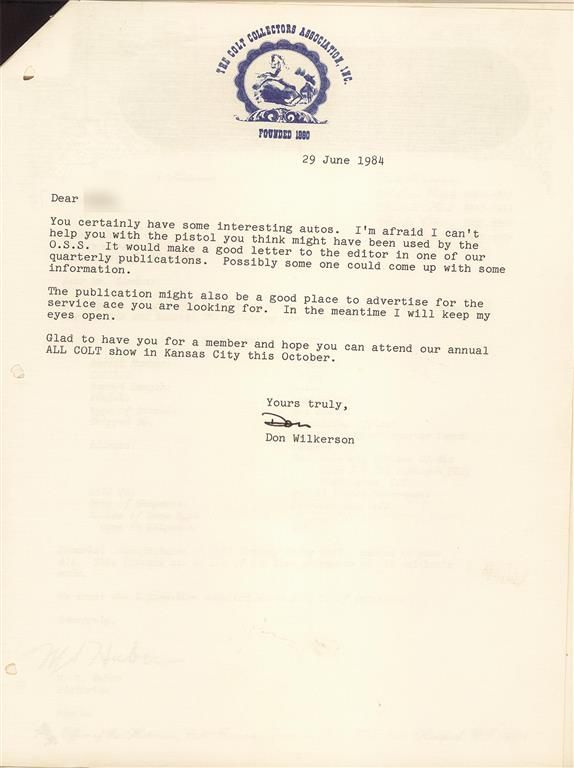 THE COLT COLLECTORS ASSOCIATION, INC.
FOUNDED 1980
29 June 1984
Dear
You certainly have some interesting autos. I'm afraid I can't
help you with the pistol you think might have been used by the
O.S.S. It would make a good letter to the editor in one of our
quarterly publications. Possibly some one could come up with some
information.
The publication might also be a good place to advertise for the
service ace you are looking for. In the meantime I will keep my
eyes open.
Glad to have you for a member and hope you can attend our annual
ALL COLT show in Kansas City this October.
Yours truly,
Don
Don Wilkerson